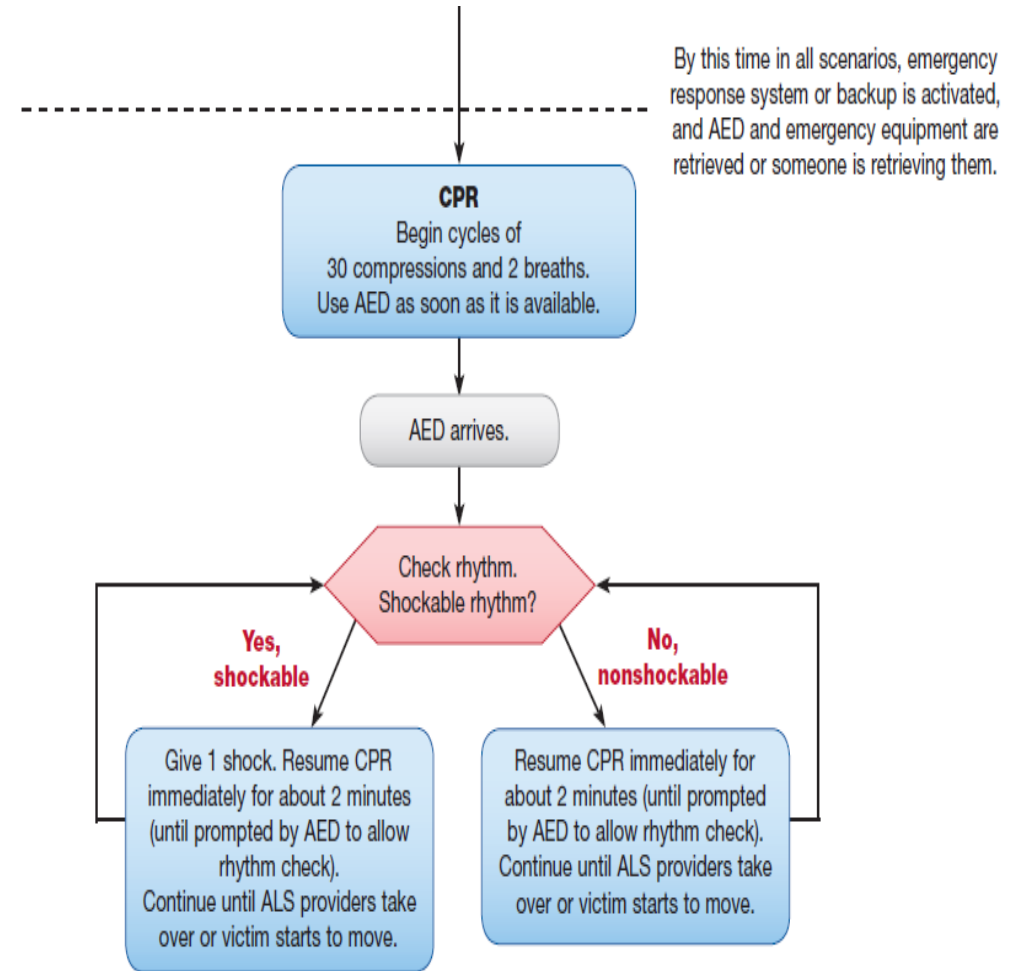 By this time in all scenarios, emergency
response system or backup is activated,
and AED and emergency equipment are
retrieved or someone is retrieving them.
CPR
Begin cycles of
30 compressions and 2 breaths.
Use AED as soon as it is available.
AED arrives.
Check rhythm.
Shockable rhythm?
Yes,
shockable
No,
nonshockable
Give 1 shock. Resume CPR
immediately for about 2 minutes
(until prompted by AED to allow
rhythm check).
Continue until ALS providers take
over or victim starts to move.
Resume CPR immediately for
about 2 minutes (until prompted
by AED to allow rhythm check).
Continue until ALS providers take
over or victim starts to move.